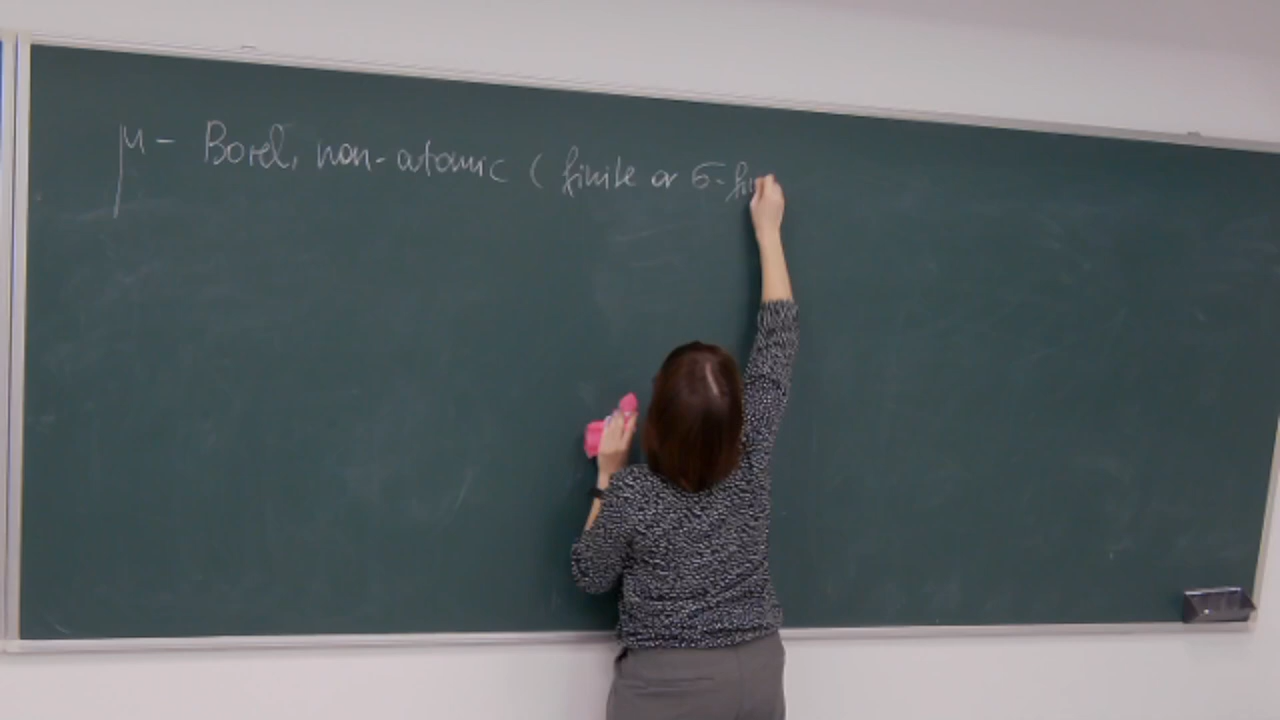 μ - Borel, non-atomic ( finite or σ-fin